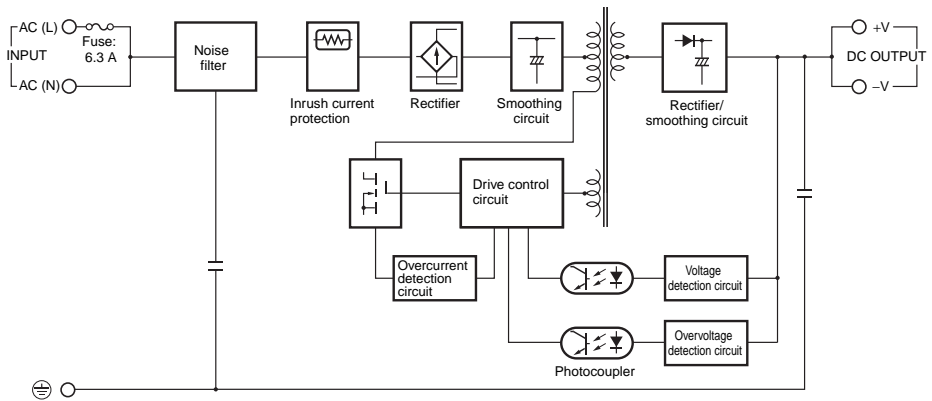 AC (L)
Fuse:
6.3 A
INPUT
AC (N)
Noise
filter
Inrush current
protection
Rectifier
Smoothing
circuit
Rectifier/
smoothing circuit
+V
DC OUTPUT
−V
Drive control
circuit
Overcurrent
detection
circuit
Voltage
detection circuit
Overvoltage
detection circuit
Photocoupler